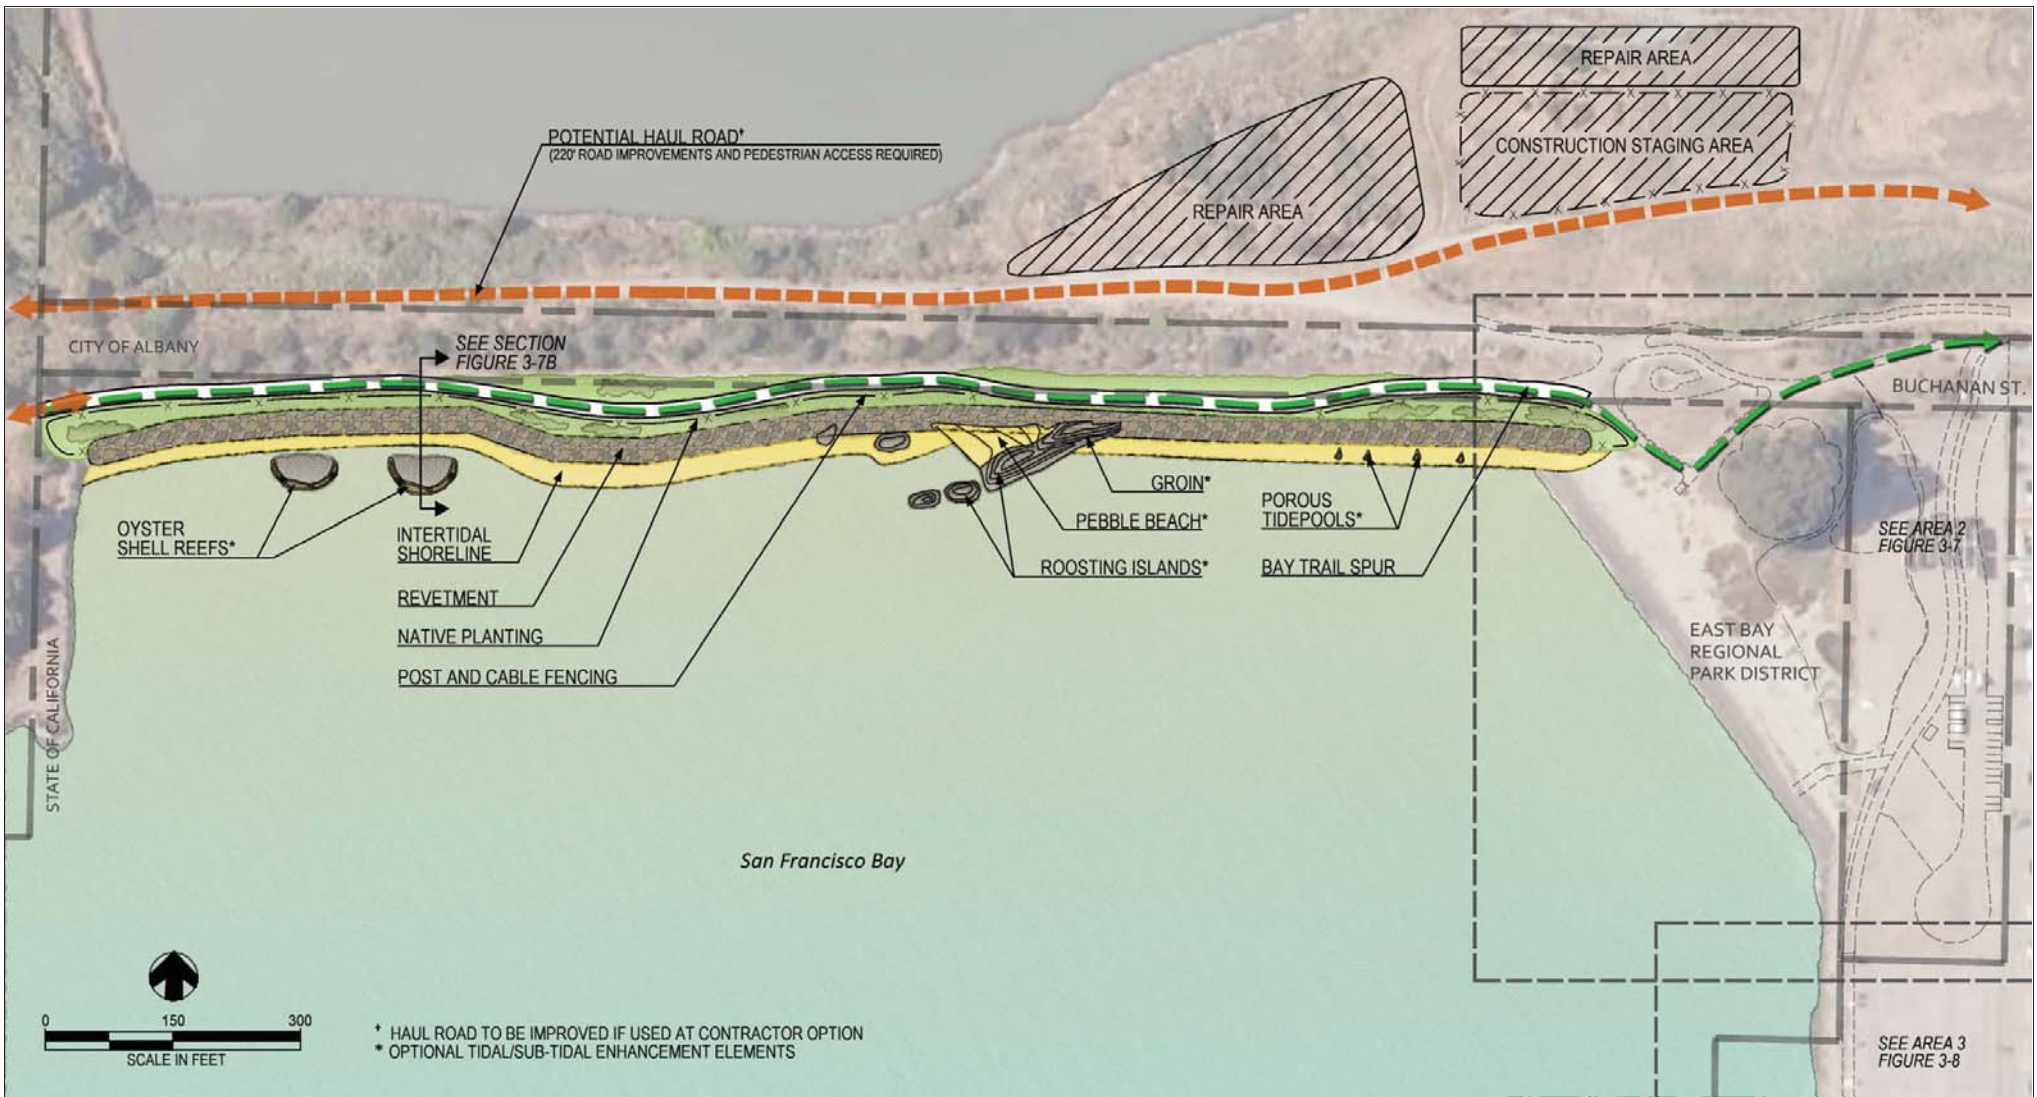 REPAIR AREA
POTENTIAL HAUL ROAD⁺
(220' ROAD IMPROVEMENTS AND PEDESTRIAN ACCESS REQUIRED)
CONSTRUCTION STAGING AREA
REPAIR AREA
CITY OF ALBANY
SEE SECTION
FIGURE 3-7B
BUCHANAN ST.
OYSTER
SHELL REEFS*
INTERTIDAL
SHORELINE
REVETMENT
NATIVE PLANTING
POST AND CABLE FENCING
GROIN*
PEBBLE BEACH*
ROOSTING ISLANDS*
POROUS
TIDEPOOLS*
BAY TRAIL SPUR
SEE AREA 2
FIGURE 3-7
EAST BAY
REGIONAL
PARK DISTRICT
STATE OF CALIFORNIA
San Francisco Bay
0 150 300
SCALE IN FEET
⁺ HAUL ROAD TO BE IMPROVED IF USED AT CONTRACTOR OPTION
* OPTIONAL TIDAL/SUB-TIDAL ENHANCEMENT ELEMENTS
SEE AREA 3
FIGURE 3-8